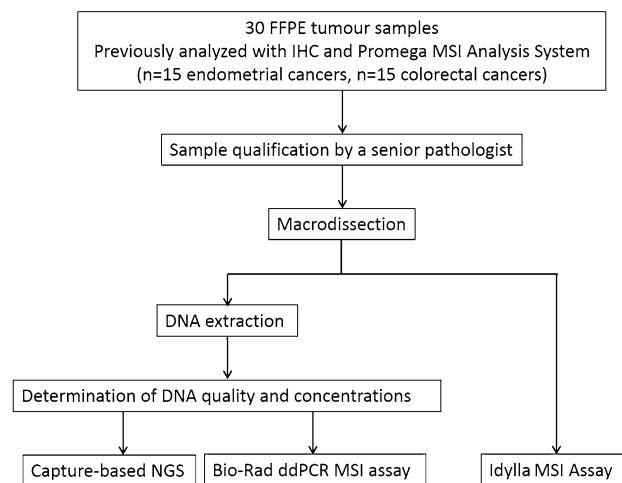 30 FFPE tumour samples
Previously analyzed with IHC and Promega MSI Analysis System
(n=15 endometrial cancers, n=15 colorectal cancers)
Sample qualification by a senior pathologist
Macrodissection
DNA extraction
Determination of DNA quality and concentrations
Capture-based NGS
Bio-Rad ddPCR MSI assay
Idylla MSI Assay